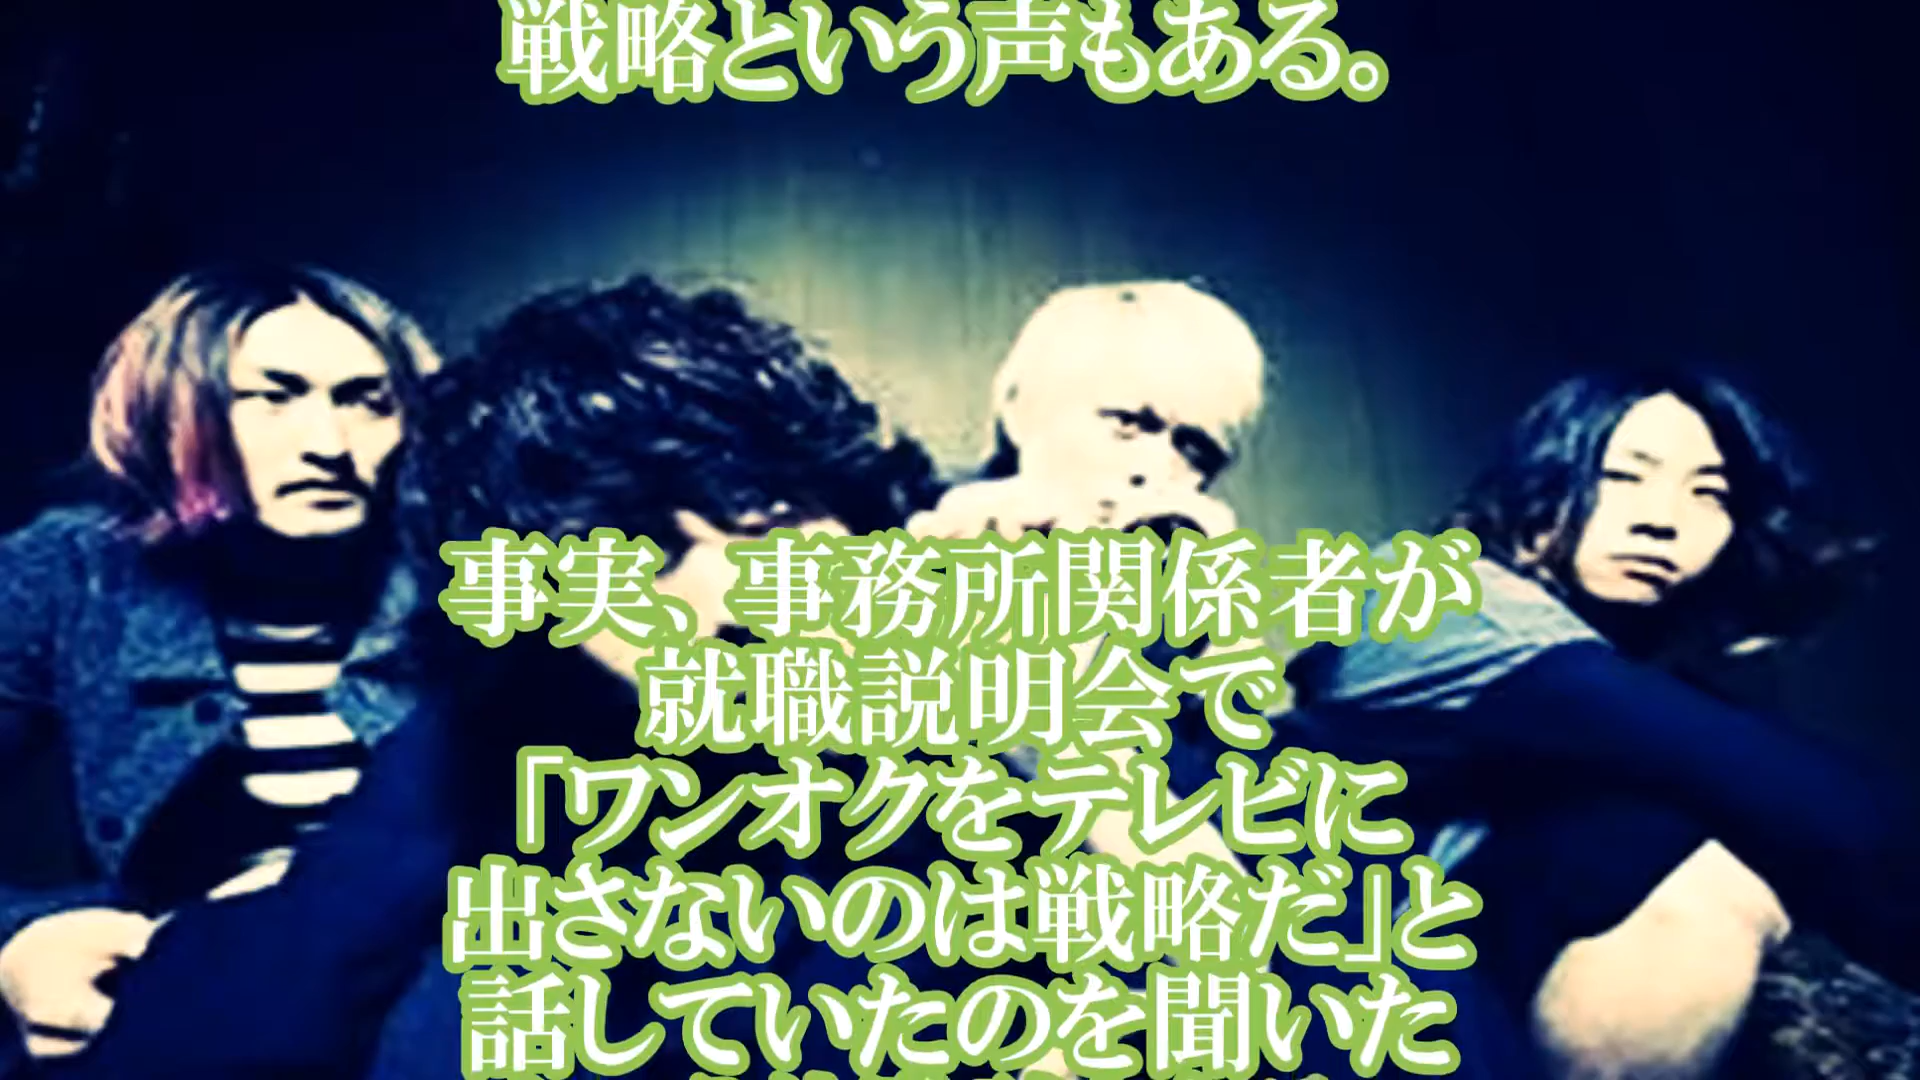 戦略という声もある。
事実、事務所関係者が
就職説明会で
「ワンオクをテレビに
出さないのは戦略だ」と
話していたのを聞いた